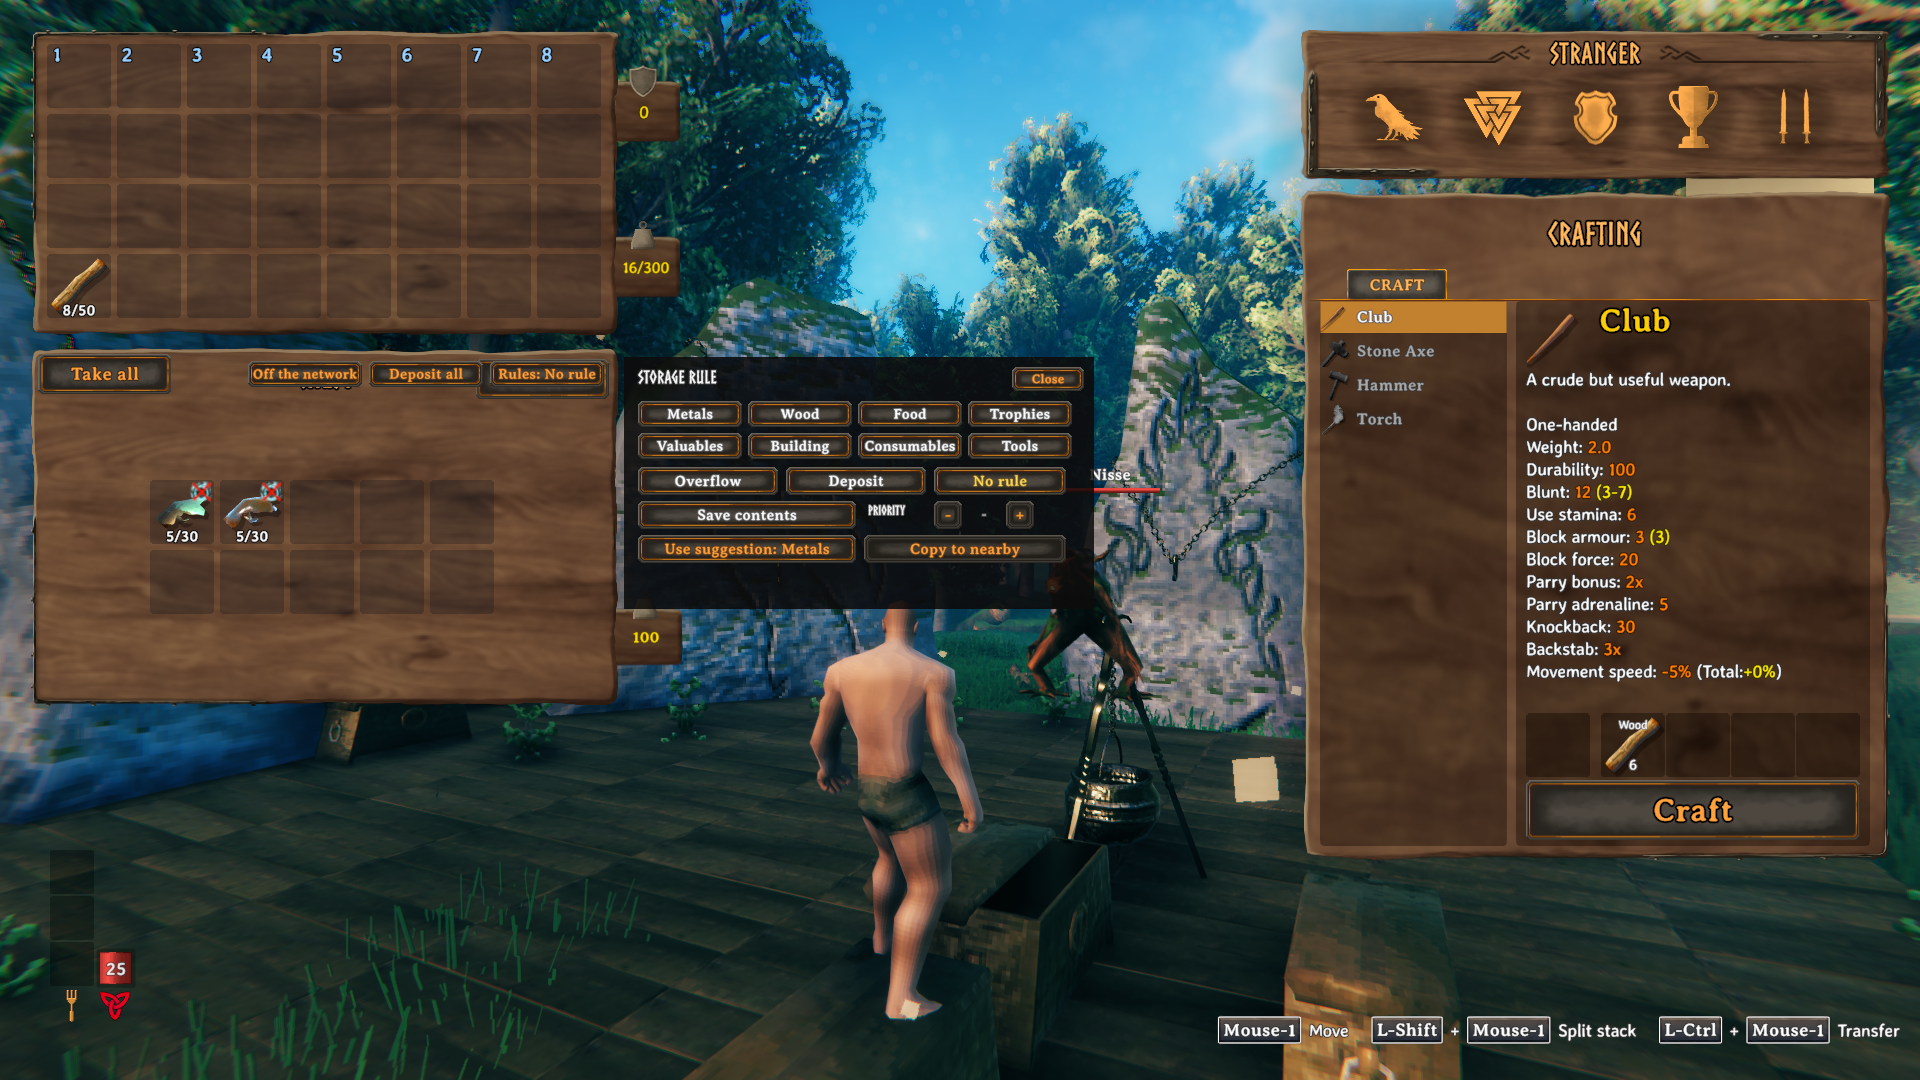 1 2 3 4 5 6 7 8
0
16/300
8/50
STRANGER
CRAFTING
CRAFT
Club
Stone Axe
Hammer
Torch
Club
A crude but useful weapon.
One-handed
Weight: 2.0
Durability: 100
Blunt: 12 (3-7)
Use stamina: 6
Block armour: 3 (3)
Block force: 20
Parry bonus: 2x
Parry adrenaline: 5
Knockback: 30
Backstab: 3x
Movement speed: -5% (Total:+0%)
Wood
6
Craft
Take all
Off the network
Deposit all
Rules: No rule
5/30
5/30
100
STORAGE RULE
Close
Metals Wood Food Trophies
Valuables Building Consumables Tools
Overflow Deposit No rule
Save contents PRIORITY - - +
Use suggestion: Metals Copy to nearby
Nisse
25
Mouse-1 Move L-Shift + Mouse-1 Split stack L-Ctrl + Mouse-1 Transfer